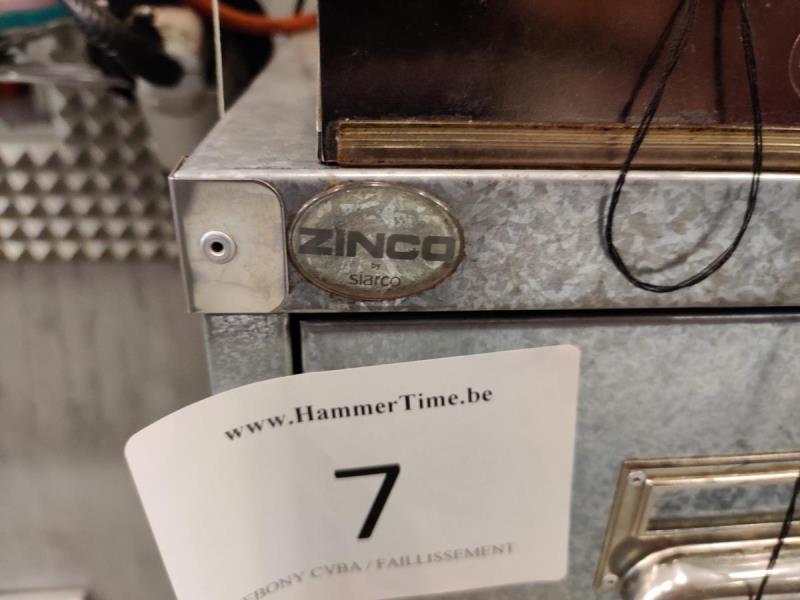 ZINCO
by
siarco
www.HammerTime.be
7
EBONY CVBA / FAILLISSEMENT